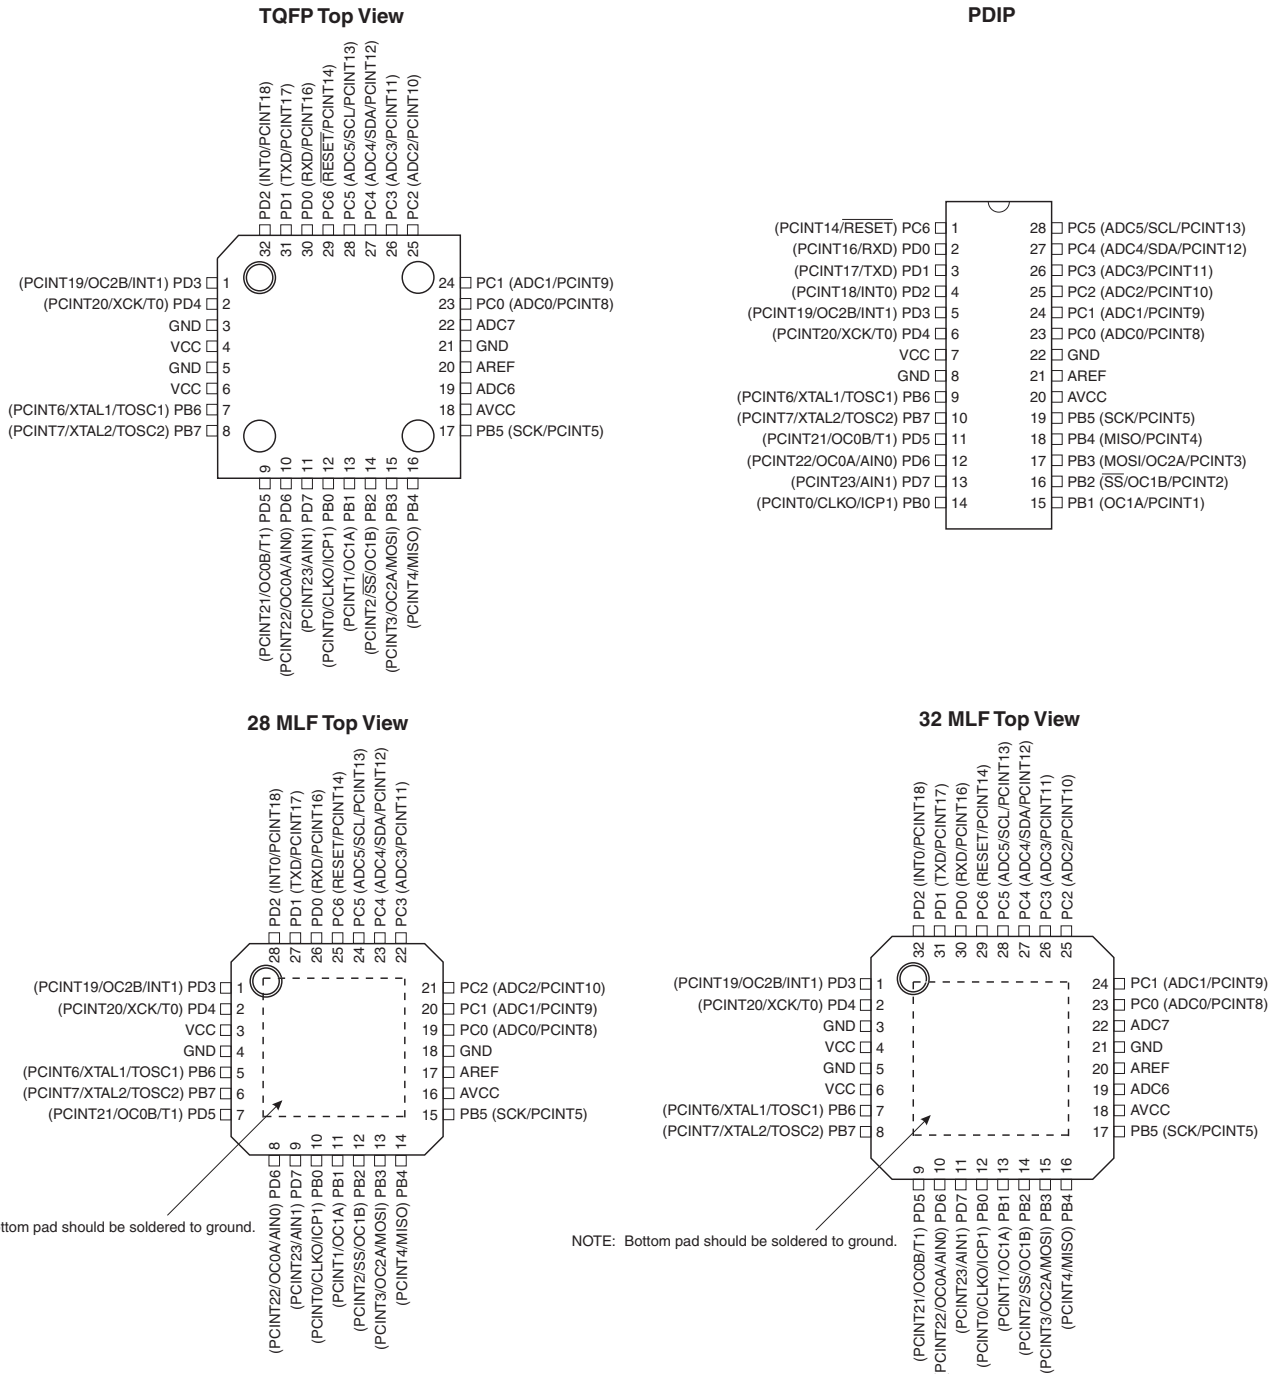 TQFP Top View
PD2 (INT0/PCINT18)
PD1 (TXD/PCINT17)
PD0 (RXD/PCINT16)
PC6 (RESET/PCINT14)
PC5 (ADC5/SCL/PCINT13)
PC4 (ADC4/SDA/PCINT12)
PC3 (ADC3/PCINT11)
PC2 (ADC2/PCINT10)
32 31 30 29 28 27 26 25
(PCINT19/OC2B/INT1) PD3 1
(PCINT20/XCK/T0) PD4 2
GND 3
VCC 4
GND 5
VCC 6
(PCINT6/XTAL1/TOSC1) PB6 7
(PCINT7/XTAL2/TOSC2) PB7 8
24 PC1 (ADC1/PCINT9)
23 PC0 (ADC0/PCINT8)
22 ADC7
21 GND
20 AREF
19 ADC6
18 AVCC
17 PB5 (SCK/PCINT5)
9 10 11 12 13 14 15 16
(PCINT21/OC0B/T1) PD5
(PCINT22/OC0A/AIN0) PD6
(PCINT23/AIN1) PD7
(PCINT0/CLKO/ICP1) PB0
(PCINT1/OC1A) PB1
(PCINT2/SS/OC1B) PB2
(PCINT3/OC2A/MOSI) PB3
(PCINT4/MISO) PB4
PDIP
(PCINT14/RESET) PC6 1
(PCINT16/RXD) PD0 2
(PCINT17/TXD) PD1 3
(PCINT18/INT0) PD2 4
(PCINT19/OC2B/INT1) PD3 5
(PCINT20/XCK/T0) PD4 6
VCC 7
GND 8
(PCINT6/XTAL1/TOSC1) PB6 9
(PCINT7/XTAL2/TOSC2) PB7 10
(PCINT21/OC0B/T1) PD5 11
(PCINT22/OC0A/AIN0) PD6 12
(PCINT23/AIN1) PD7 13
(PCINT0/CLKO/ICP1) PB0 14
28 PC5 (ADC5/SCL/PCINT13)
27 PC4 (ADC4/SDA/PCINT12)
26 PC3 (ADC3/PCINT11)
25 PC2 (ADC2/PCINT10)
24 PC1 (ADC1/PCINT9)
23 PC0 (ADC0/PCINT8)
22 GND
21 AREF
20 AVCC
19 PB5 (SCK/PCINT5)
18 PB4 (MISO/PCINT4)
17 PB3 (MOSI/OC2A/PCINT3)
16 PB2 (SS/OC1B/PCINT2)
15 PB1 (OC1A/PCINT1)
28 MLF Top View
PD2 (INT0/PCINT18)
PD1 (TXD/PCINT17)
PD0 (RXD/PCINT16)
PC6 (RESET/PCINT14)
PC5 (ADC5/SCL/PCINT13)
PC4 (ADC4/SDA/PCINT12)
PC3 (ADC3/PCINT11)
28 27 26 25 24 23 22
(PCINT19/OC2B/INT1) PD3 1
(PCINT20/XCK/T0) PD4 2
VCC 3
GND 4
(PCINT6/XTAL1/TOSC1) PB6 5
(PCINT7/XTAL2/TOSC2) PB7 6
(PCINT21/OC0B/T1) PD5 7
21 PC2 (ADC2/PCINT10)
20 PC1 (ADC1/PCINT9)
19 PC0 (ADC0/PCINT8)
18 GND
17 AREF
16 AVCC
15 PB5 (SCK/PCINT5)
8 9 10 11 12 13 14
(PCINT22/OC0A/AIN0) PD6
(PCINT23/AIN1) PD7
(PCINT0/CLKO/ICP1) PB0
(PCINT1/OC1A) PB1
(PCINT2/SS/OC1B) PB2
(PCINT3/OC2A/MOSI) PB3
(PCINT4/MISO) PB4
ttom pad should be soldered to ground.
32 MLF Top View
PD2 (INT0/PCINT18)
PD1 (TXD/PCINT17)
PD0 (RXD/PCINT16)
PC6 (RESET/PCINT14)
PC5 (ADC5/SCL/PCINT13)
PC4 (ADC4/SDA/PCINT12)
PC3 (ADC3/PCINT11)
PC2 (ADC2/PCINT10)
32 31 30 29 28 27 26 25
(PCINT19/OC2B/INT1) PD3 1
(PCINT20/XCK/T0) PD4 2
GND 3
VCC 4
GND 5
VCC 6
(PCINT6/XTAL1/TOSC1) PB6 7
(PCINT7/XTAL2/TOSC2) PB7 8
24 PC1 (ADC1/PCINT9)
23 PC0 (ADC0/PCINT8)
22 ADC7
21 GND
20 AREF
19 ADC6
18 AVCC
17 PB5 (SCK/PCINT5)
9 10 11 12 13 14 15 16
(PCINT21/OC0B/T1) PD5
PCINT22/OC0A/AIN0) PD6
(PCINT23/AIN1) PD7
(PCINT0/CLKO/ICP1) PB0
(PCINT1/OC1A) PB1
(PCINT2/SS/OC1B) PB2
(PCINT3/OC2A/MOSI) PB3
(PCINT4/MISO) PB4
NOTE: Bottom pad should be soldered to ground.